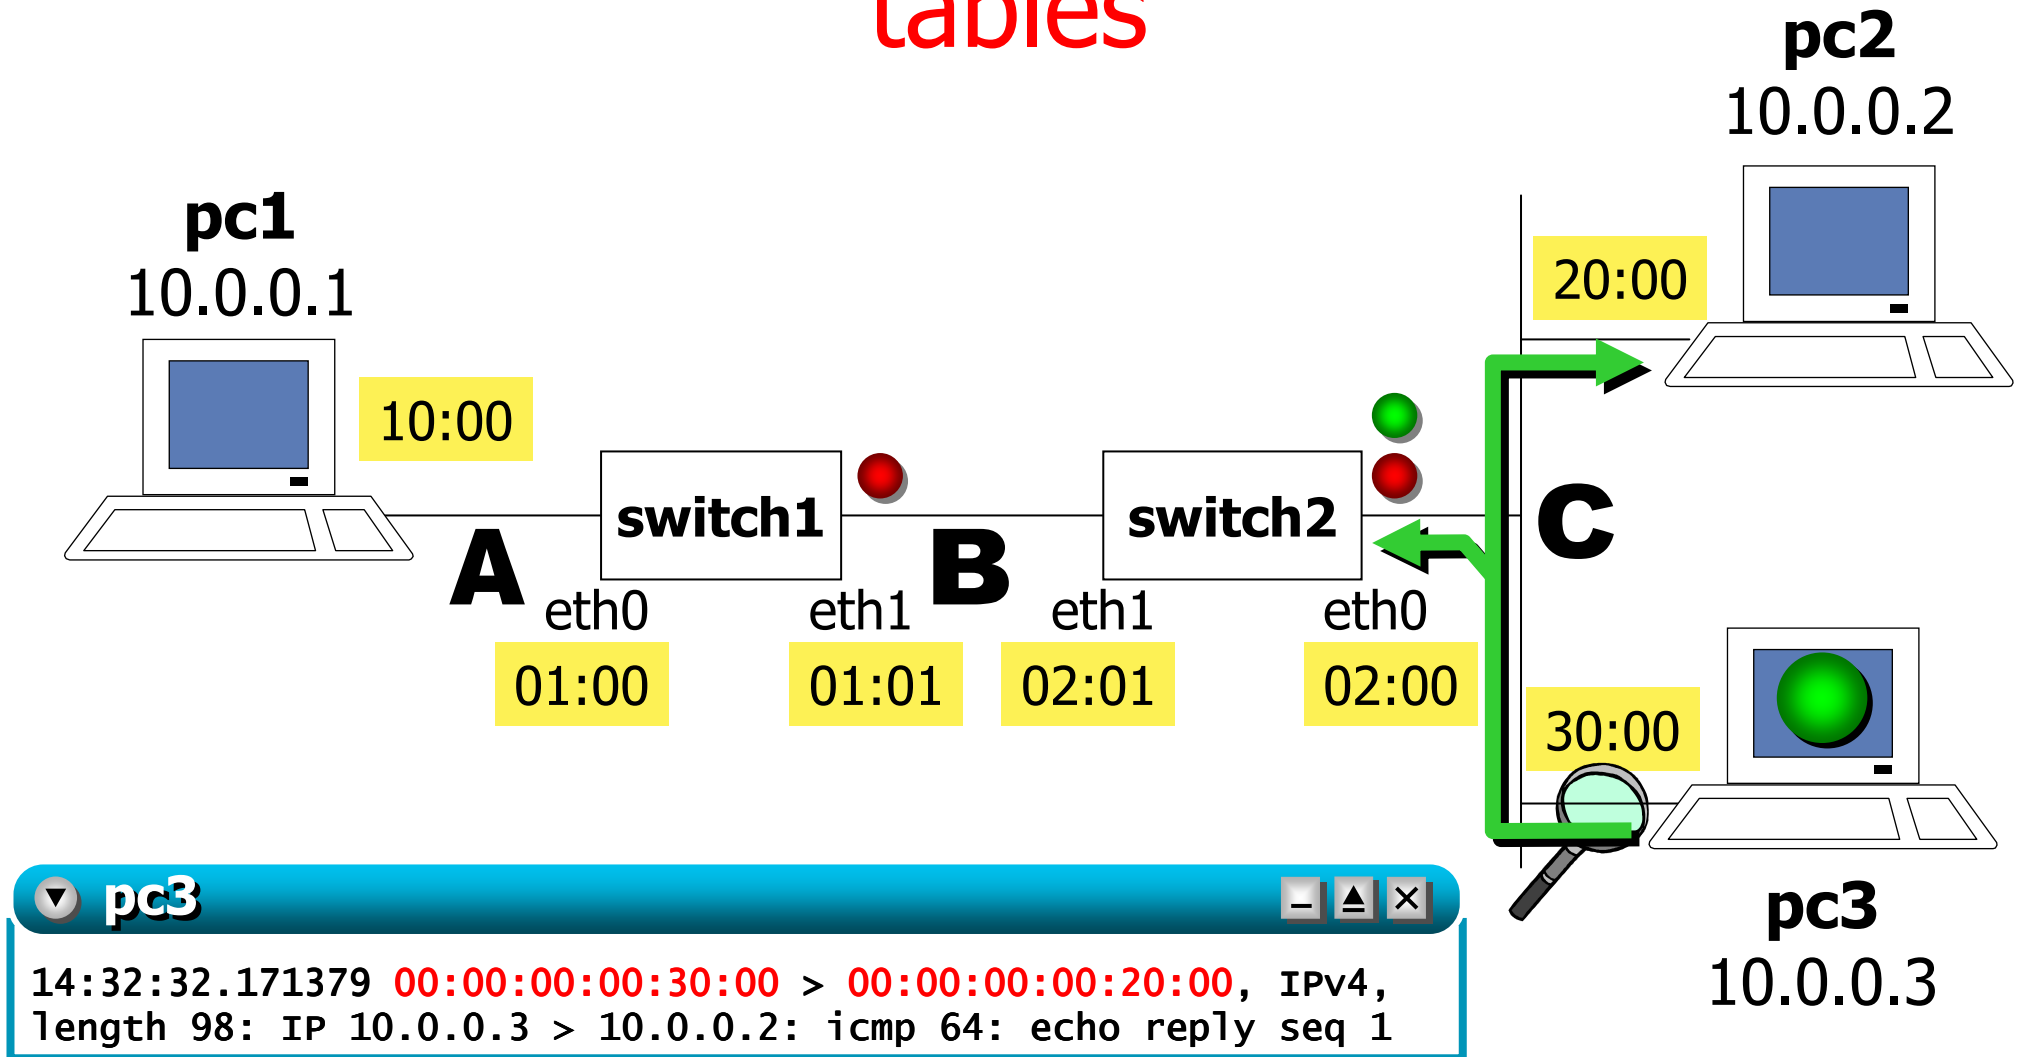 tables
pc2
10.0.0.2
pc1
10.0.0.1
20:00
10:00
switch1
switch2
A
B
C
eth0
eth1
eth1
eth0
01:00
01:01
02:01
02:00
30:00
pc3
10.0.0.3
pc3
14:32:32.171379 00:00:00:00:30:00 > 00:00:00:00:20:00, IPv4,
length 98: IP 10.0.0.3 > 10.0.0.2: icmp 64: echo reply seq 1